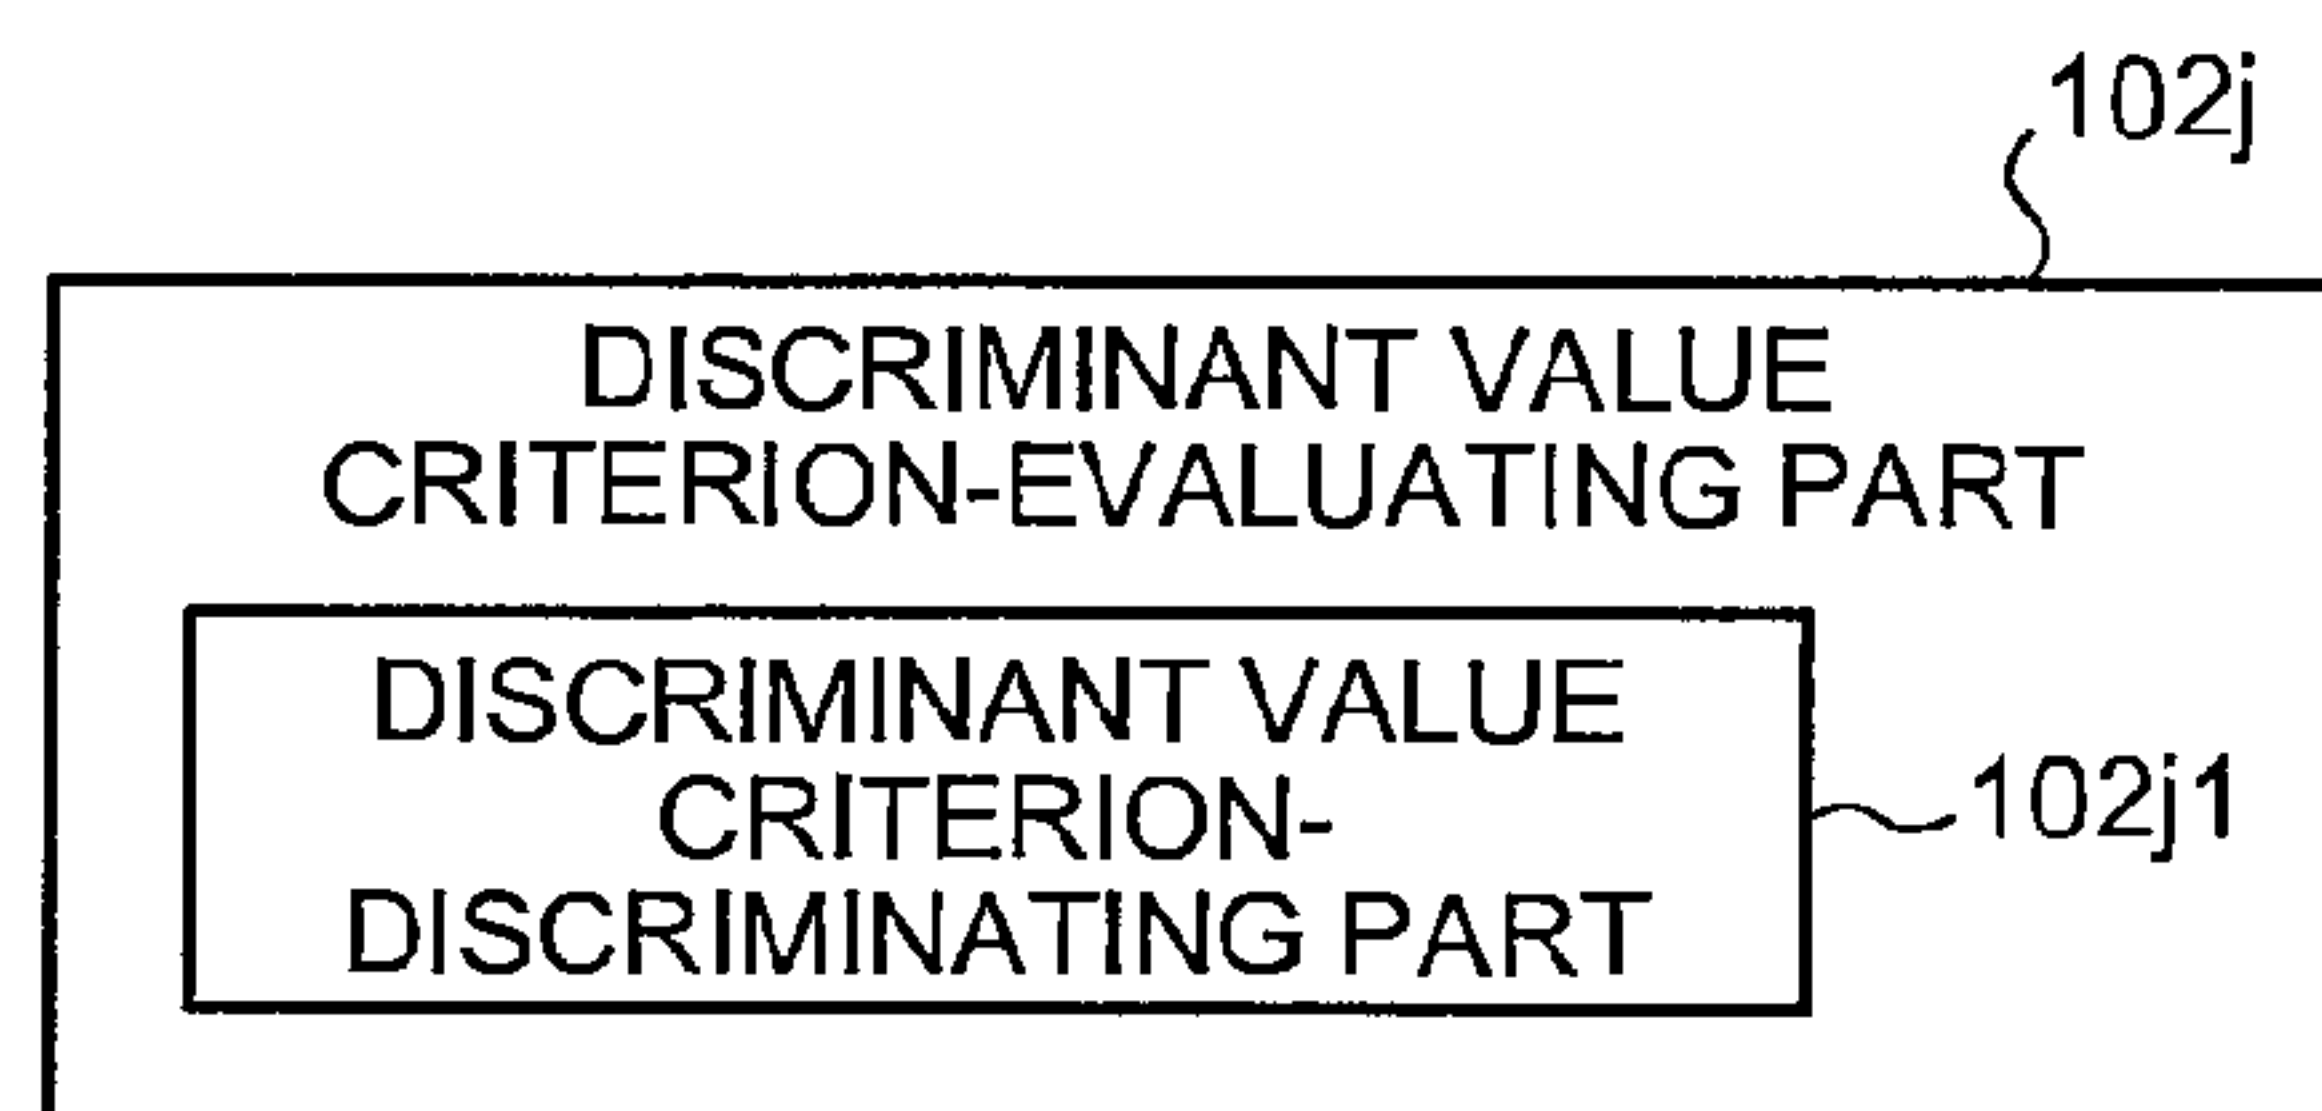 102j
DISCRIMINANT VALUE
CRITERION-EVALUATING PART
DISCRIMINANT VALUE
CRITERION-
DISCRIMINATING PART
102j1